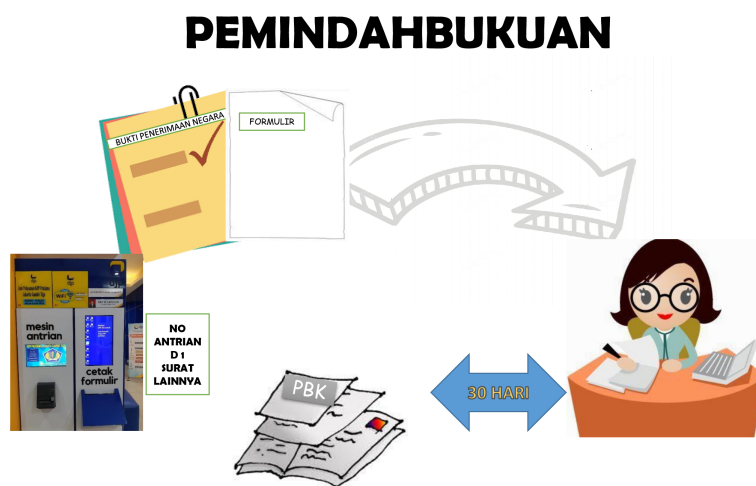 PEMINDAHBUKUAN
BUKTI PENERIMAAN NEGARA
FORMULIR
mesin
antrian
cetak
formulir
NO
ANTRIAN
D 1
SURAT
LAINNYA
PBK
30 HARI